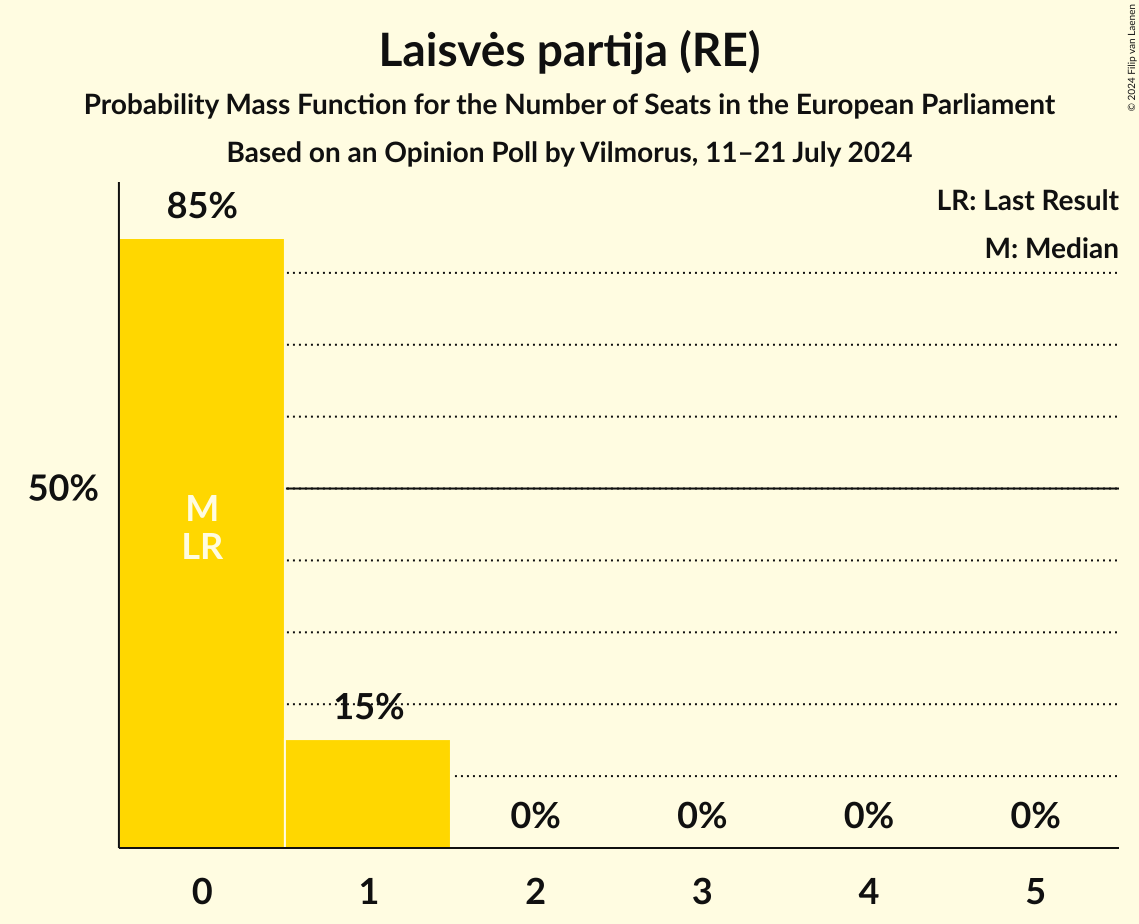 Laisvės partija (RE)
Probability Mass Function for the Number of Seats in the European Parliament
Based on an Opinion Poll by Vilmorus, 11–21 July 2024
© 2024 Filip van Laenen
LR: Last Result
M: Median
85%
50%
M
LR
15%
0%
0%
0%
0%
0
1
2
3
4
5